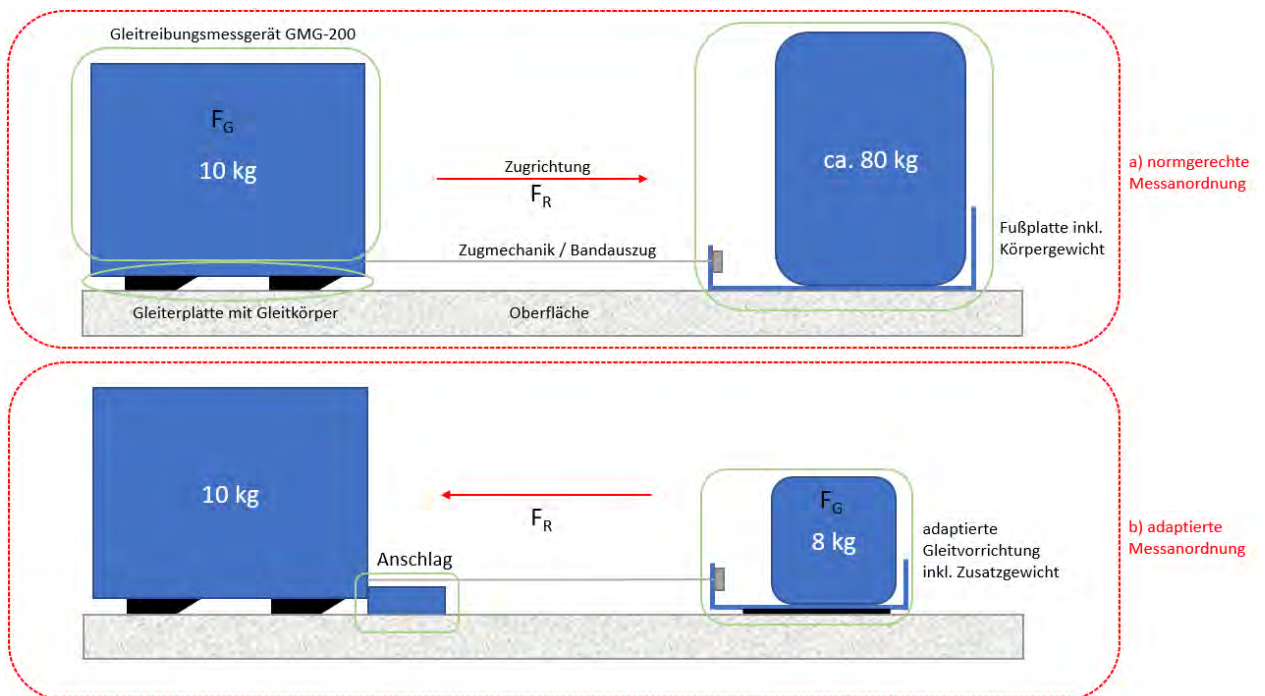 Gleitreibungsmessgerät GMG-200
F_G
10 kg
Zugrichtung
F_R
ca. 80 kg
a) normgerechte
Messanordnung
Fußplatte inkl.
Körpergewicht
Zugmechanik / Bandauszug
Gleiterplatte mit Gleitkörper
Oberfläche
10 kg
F_R
Anschlag
F_G
8 kg
adaptierte
Gleitvorrichtung
inkl. Zusatzgewicht
b) adaptierte
Messanordnung